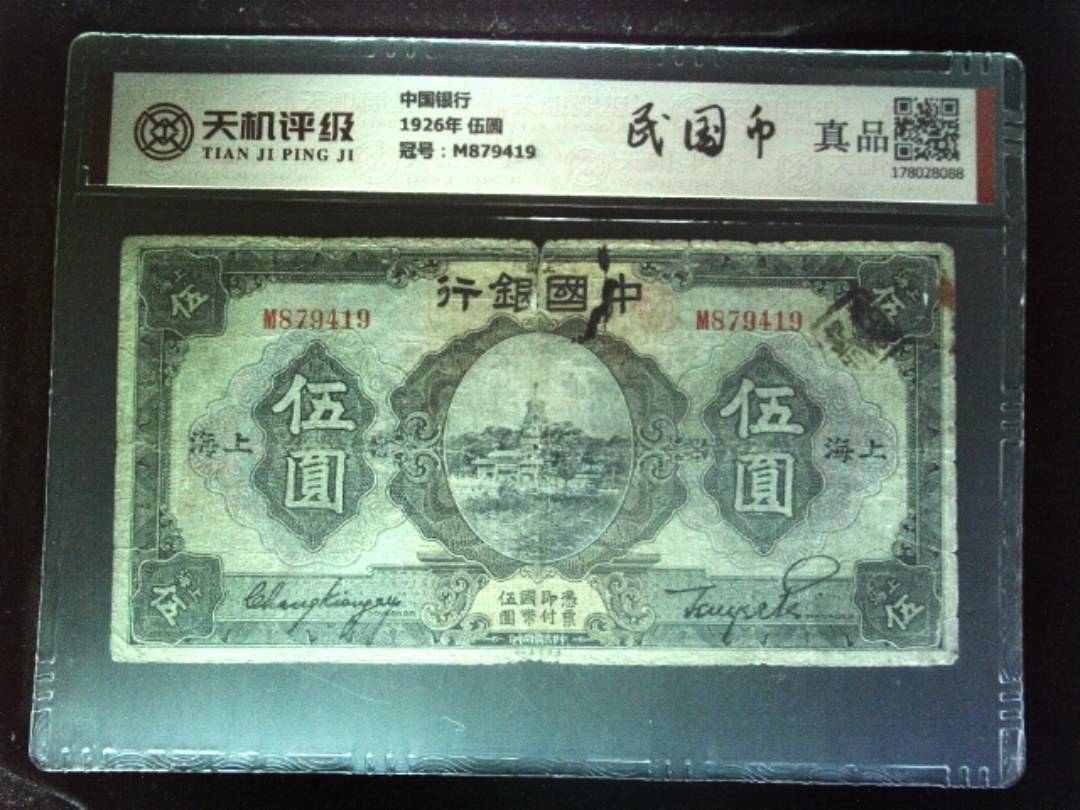 天机评级
TIAN JI PING JI
中国银行
1926年 伍圆
冠号：M879419
民国币
真品
178028088
行銀國中
M879419
M879419
伍
伍圓
伍圓
海上
海上
憑票即付
國幣伍圓
伍
伍